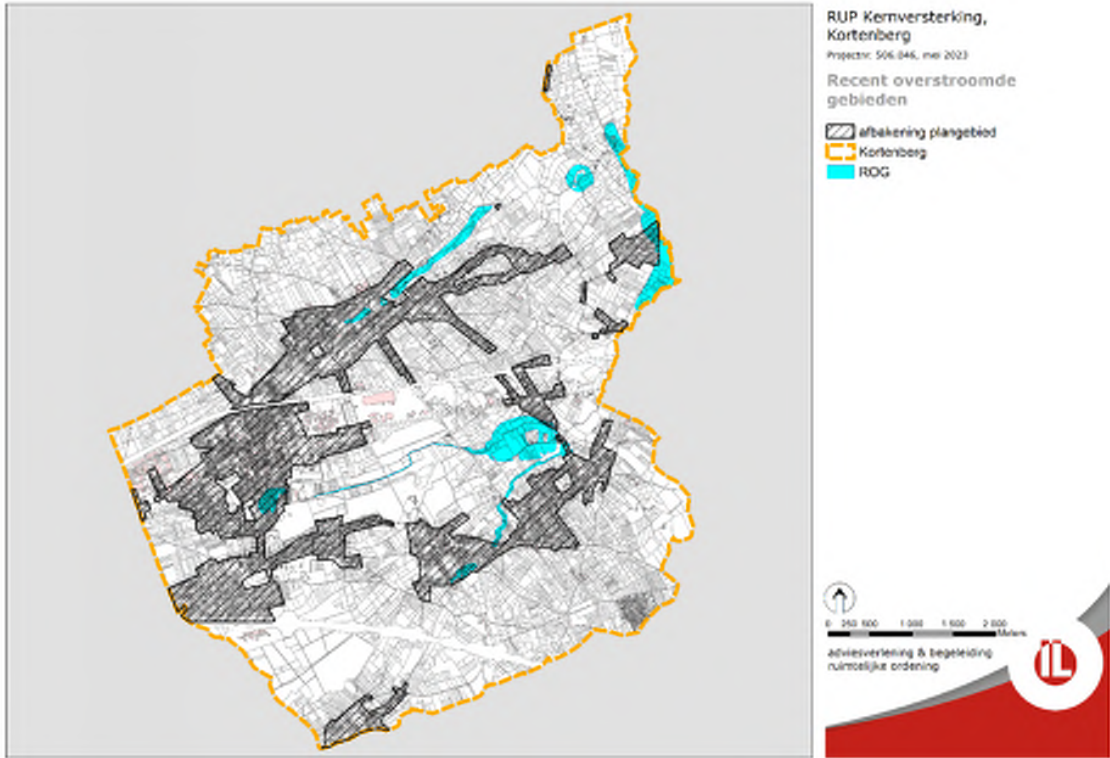 RUP Kernversterking,
Kortenberg
Projectnr. 506.046, mei 2023
Recent overstroomde
gebieden
afbakening plangebied
Kortenberg
ROG
0 250 500 1 000 1 500 2 000
Meters
adviesverlening & begeleiding
ruimtelijke ordening
IL